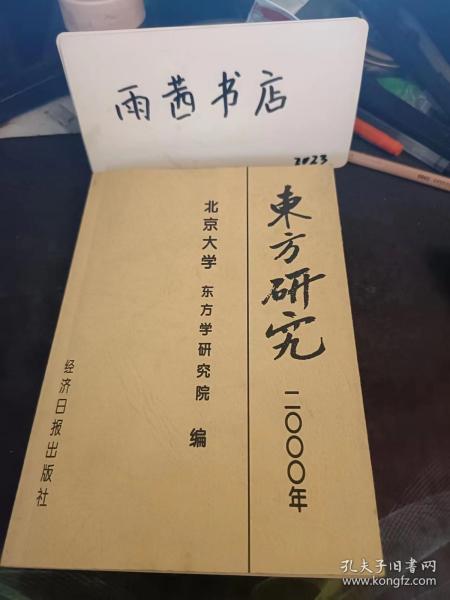 雨茜书店
2023
東方研究
二〇〇〇年
北京大学 东方学研究院 编
经济日报出版社
孔夫子旧书网
www.kongfz.com